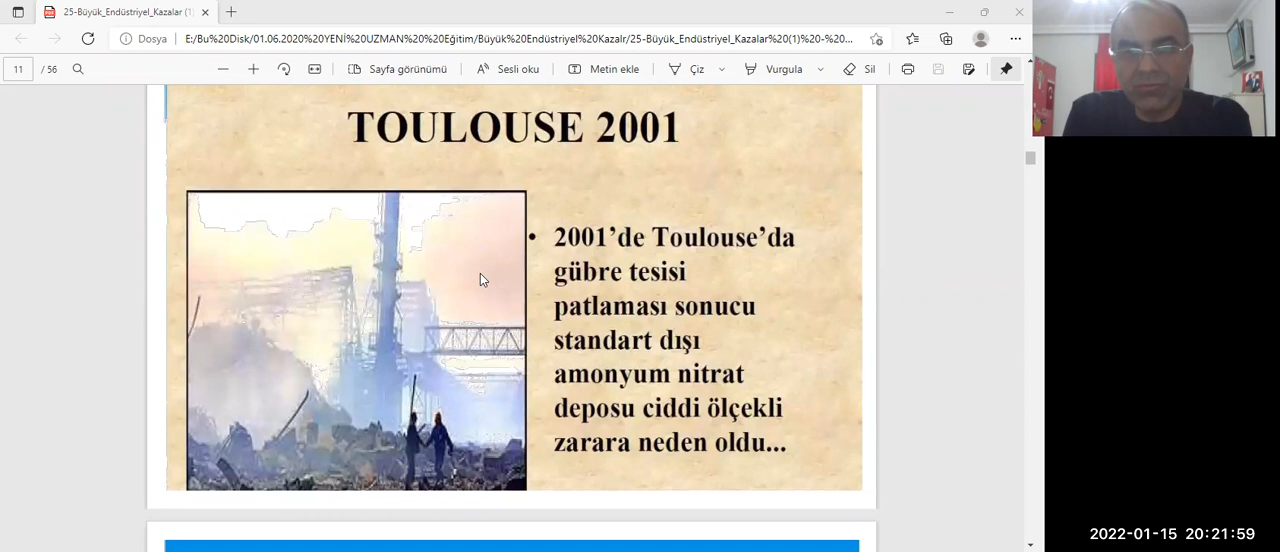 25-Büyük_Endüstriyel_Kazalar (1)
Dosya
E:/Bu%20Disk/01.06.2020%20YENİ%20UZMAN%20%20Eğitim/Büyük%20Endüstriyel%20Kazalr/25-Büyük_Endüstriyel_Kazalar%20(1)%20-%20...
11 / 56
Sayfa görünümü
Sesli oku
Metin ekle
Çiz
Vurgula
Sil
TOULOUSE 2001
• 2001’de Toulouse’da
gübre tesisi
patlaması sonucu
standart dışı
amonyum nitrat
deposu ciddi ölçekli
zarara neden oldu...
2022-01-15 20:21:59